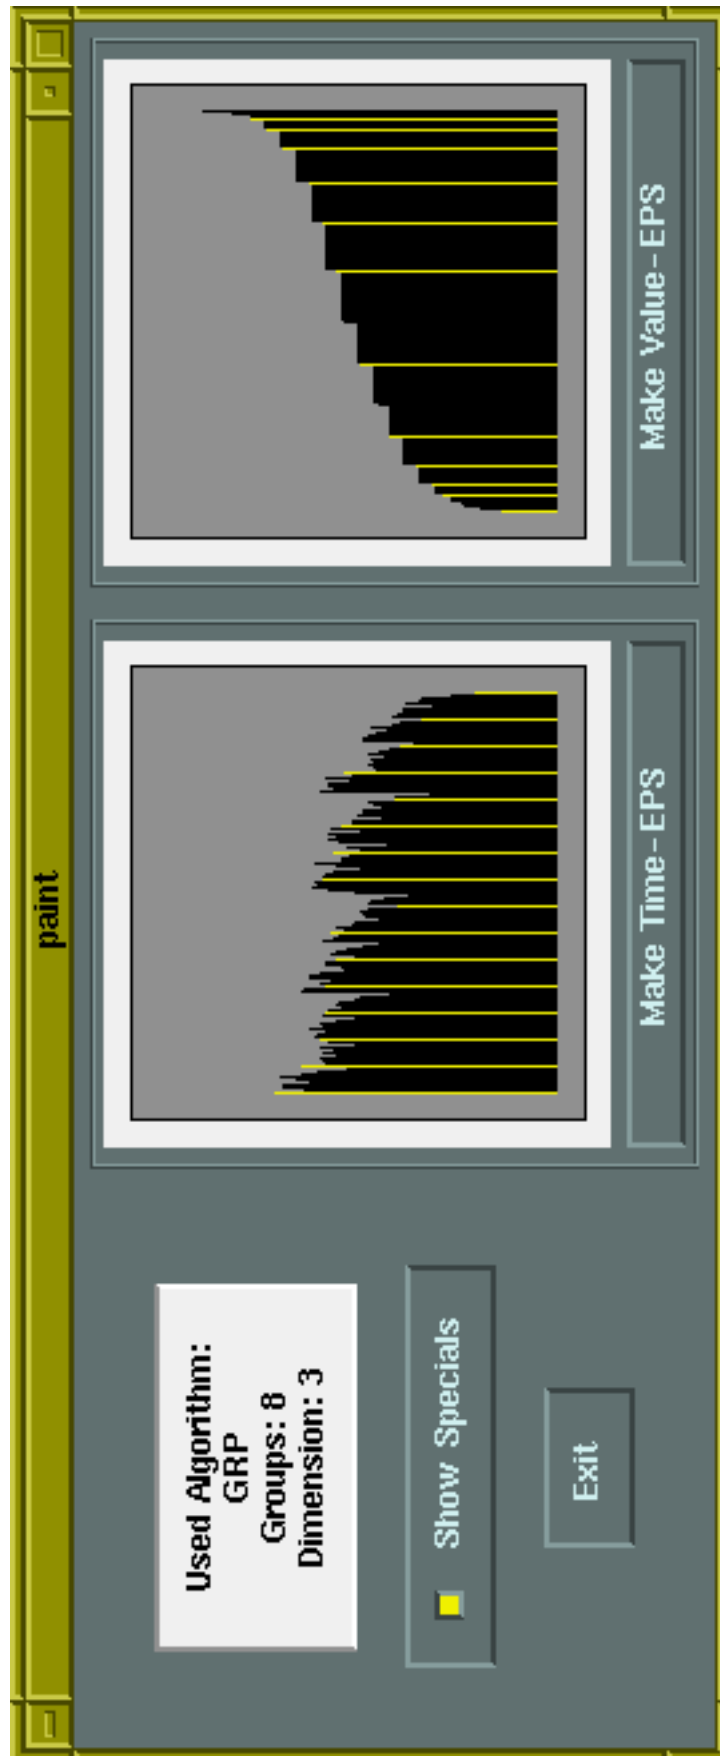 paint
Used Algorithm:
GRP
Groups: 8
Dimension: 3
Show Specials
Exit
Make Time-EPS
Make Value-EPS